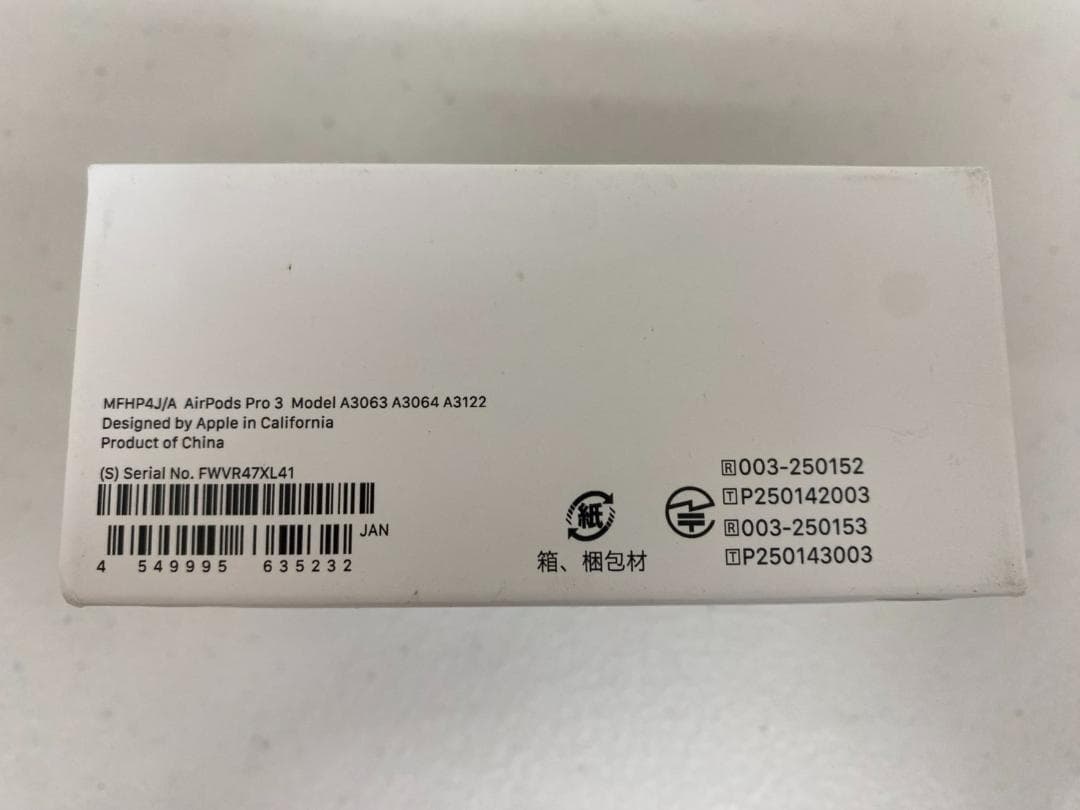 MFHP4J/A AirPods Pro 3 Model A3063 A3064 A3122
Designed by Apple in California
Product of China
(S) Serial No. FWVR47XL41
JAN
4 549995 635232
紙
箱、梱包材
R003-250152
TP250142003
R003-250153
TP250143003